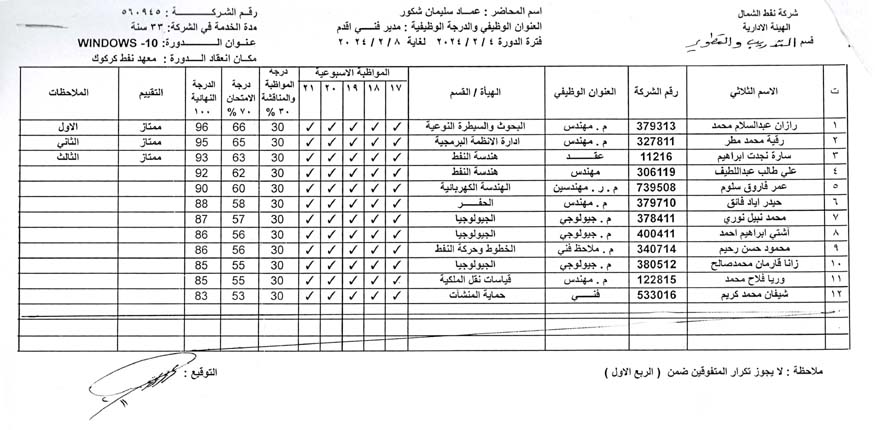 شركة نفط الشمال
الهيئة الادارية
قسم التدريب والتطوير
اسم المحاضر : عماد سليمان شكور
العنوان الوظيفي والدرجة الوظيفية : مدير فني اقدم
فترة الدورة ٢٠٢٤/٢/٤ لغاية ٢٠٢٤/٢/٨
رقم الشركة : ٥٦٠٩٤٥
مدة الخدمة في الشركة : ٣٣ سنة
عنوان الدورة : WINDOWS -10
مكان انعقاد الدورة : معهد نفط كركوك
ت الاسم الثلاثي رقم الشركة العنوان الوظيفي الهيأة / القسم المواظبة الاسبوعية ١٧ ١٨ ١٩ ٢٠ ٢١ درجة المواظبة والمناقشة ٣٠ % درجة الامتحان ٧٠ % الدرجة النهائية ١٠٠ التقييم الملاحظات
١ رازان عبدالسلام محمد 379313 م . مهندس البحوث والسيطرة النوعية ✓ ✓ ✓ ✓ ✓ 30 66 96 ممتاز الاول
٢ رقية محمد مطر 327811 م . مهندس ادارة الانظمة البرمجية ✓ ✓ ✓ ✓ ✓ 30 65 95 ممتاز الثاني
٣ سارة نجدت ابراهيم 11216 عقد هندسة النفط ✓ ✓ ✓ ✓ ✓ 30 63 93 ممتاز الثالث
٤ علي طالب عبداللطيف 306119 مهندس هندسة النفط ✓ ✓ ✓ ✓ ✓ 30 62 92
٥ عمر فاروق سلوم 739508 م . ر . مهندسين الهندسة الكهربائية ✓ ✓ ✓ ✓ ✓ 30 60 90
٦ حيدر اياد فائق 379710 م . مهندس الحفر ✓ ✓ ✓ ✓ ✓ 30 58 88
٧ محمد نبيل نوري 378411 م . جيولوجي الجيولوجيا ✓ ✓ ✓ ✓ ✓ 30 57 87
٨ آشتي ابراهيم احمد 400411 م . جيولوجي الجيولوجيا ✓ ✓ ✓ ✓ ✓ 30 56 86
٩ محمود حسن رحيم 340714 م . ملاحظ فني الخطوط وحركة النفط ✓ ✓ ✓ ✓ ✓ 30 56 86
١٠ زانا قارمان محمدصالح 380512 م . جيولوجي الجيولوجيا ✓ ✓ ✓ ✓ ✓ 30 55 85
١١ وريا فلاح محمد 122815 م . مهندس قياسات نقل الملكية ✓ ✓ ✓ ✓ ✓ 30 55 85
١٢ شيفان محمد كريم 533016 فني حماية المنشآت ✓ ✓ ✓ ✓ ✓ 30 53 83
ملاحظة : لا يجوز تكرار المتفوقين ضمن ( الربع الاول )
التوقيع :